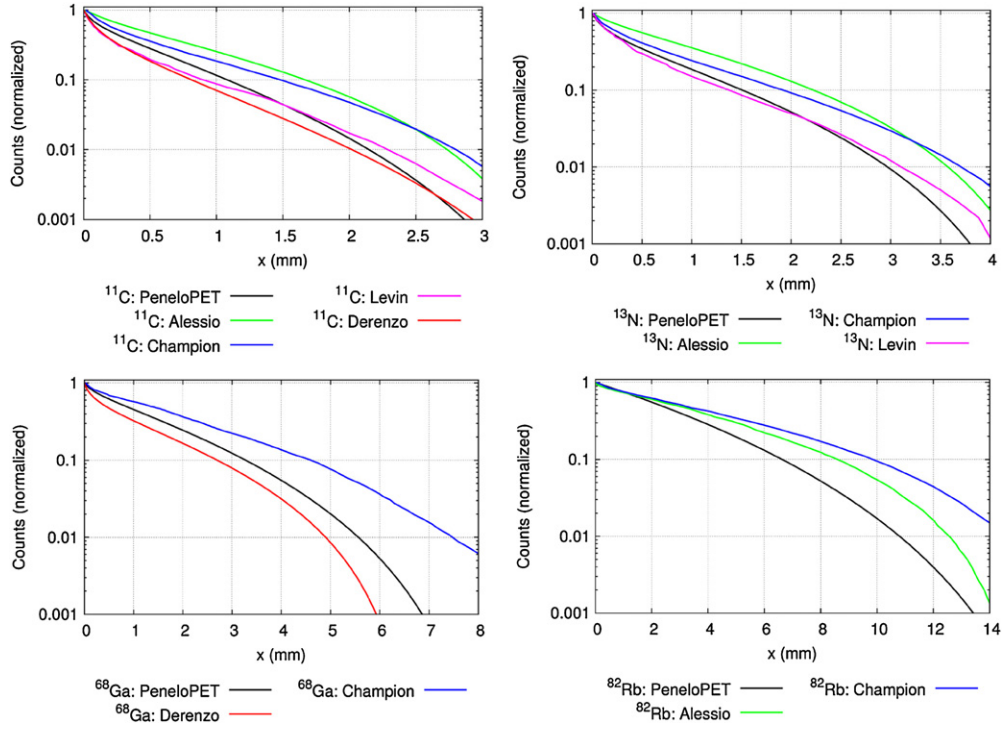 Counts (normalized)
1
0.1
0.01
0.001
0 0.5 1 1.5 2 2.5 3
x (mm)
¹¹C: PeneloPET
¹¹C: Alessio
¹¹C: Champion
¹¹C: Levin
¹¹C: Derenzo
Counts (normalized)
1
0.1
0.01
0.001
0 0.5 1 1.5 2 2.5 3 3.5 4
x (mm)
¹³N: PeneloPET
¹³N: Alessio
¹³N: Champion
¹³N: Levin
Counts (normalized)
1
0.1
0.01
0.001
0 1 2 3 4 5 6 7 8
x (mm)
⁶⁸Ga: PeneloPET
⁶⁸Ga: Derenzo
⁶⁸Ga: Champion
Counts (normalized)
1
0.1
0.01
0.001
0 2 4 6 8 10 12 14
x (mm)
⁸²Rb: PeneloPET
⁸²Rb: Alessio
⁸²Rb: Champion